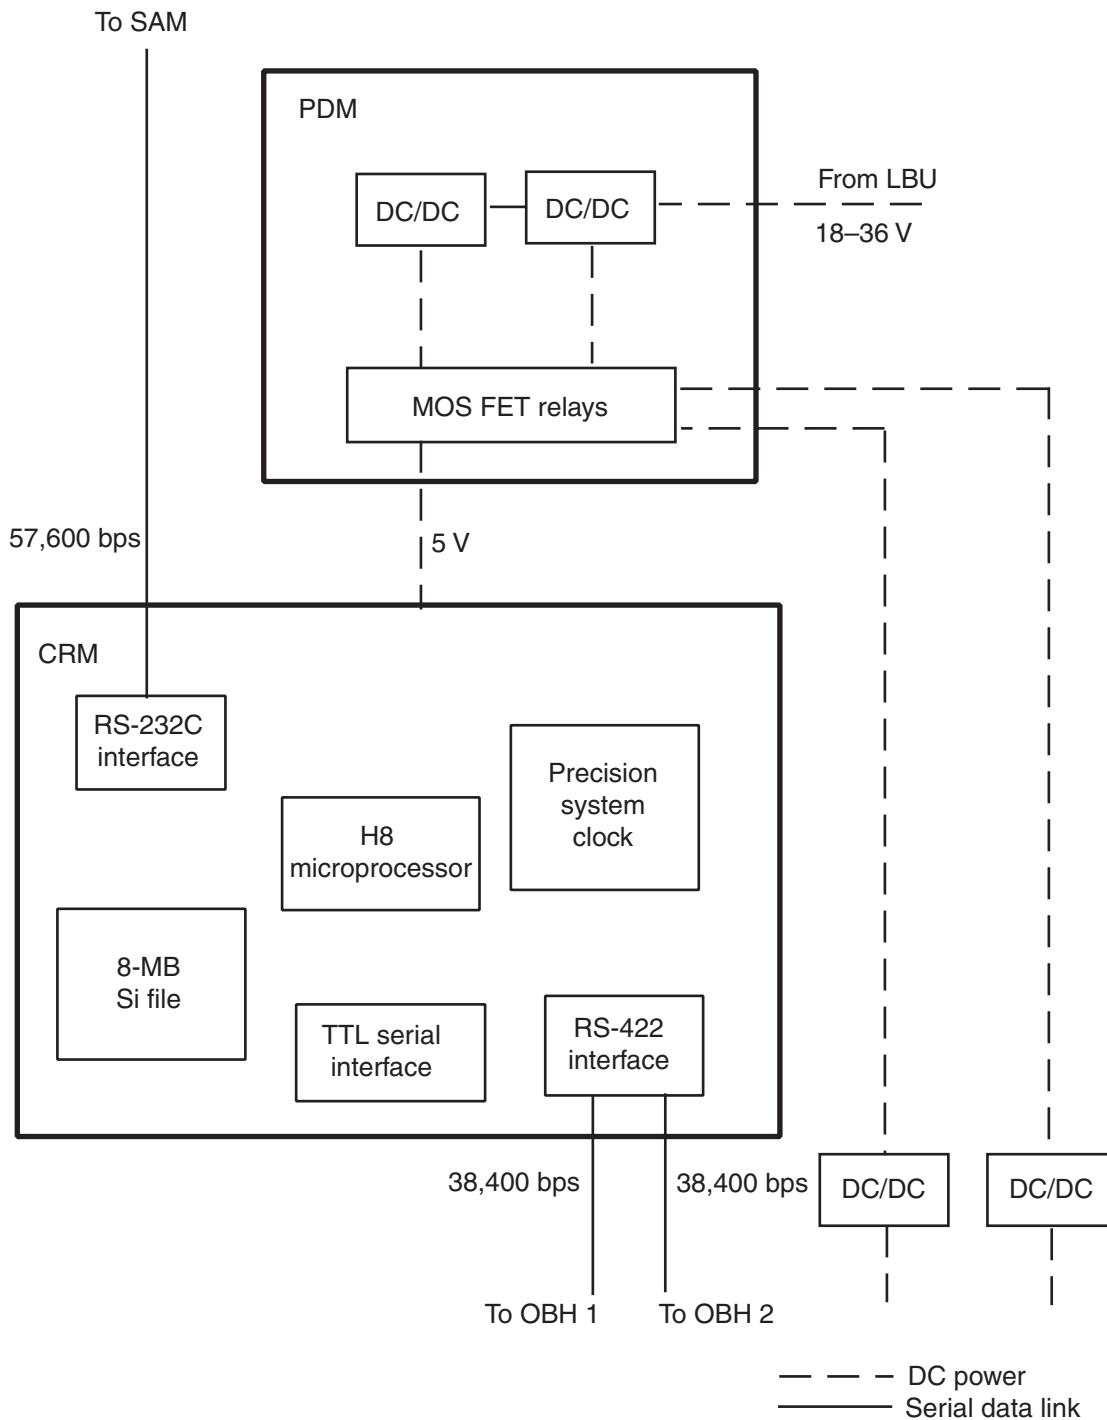 To SAM
PDM
From LBU
DC/DC
DC/DC
18–36 V
MOS FET relays
57,600 bps
5 V
CRM
RS-232C
interface
Precision
system
clock
H8
microprocessor
8-MB
Si file
TTL serial
interface
RS-422
interface
38,400 bps
38,400 bps
DC/DC
DC/DC
To OBH 1
To OBH 2
DC power
Serial data link